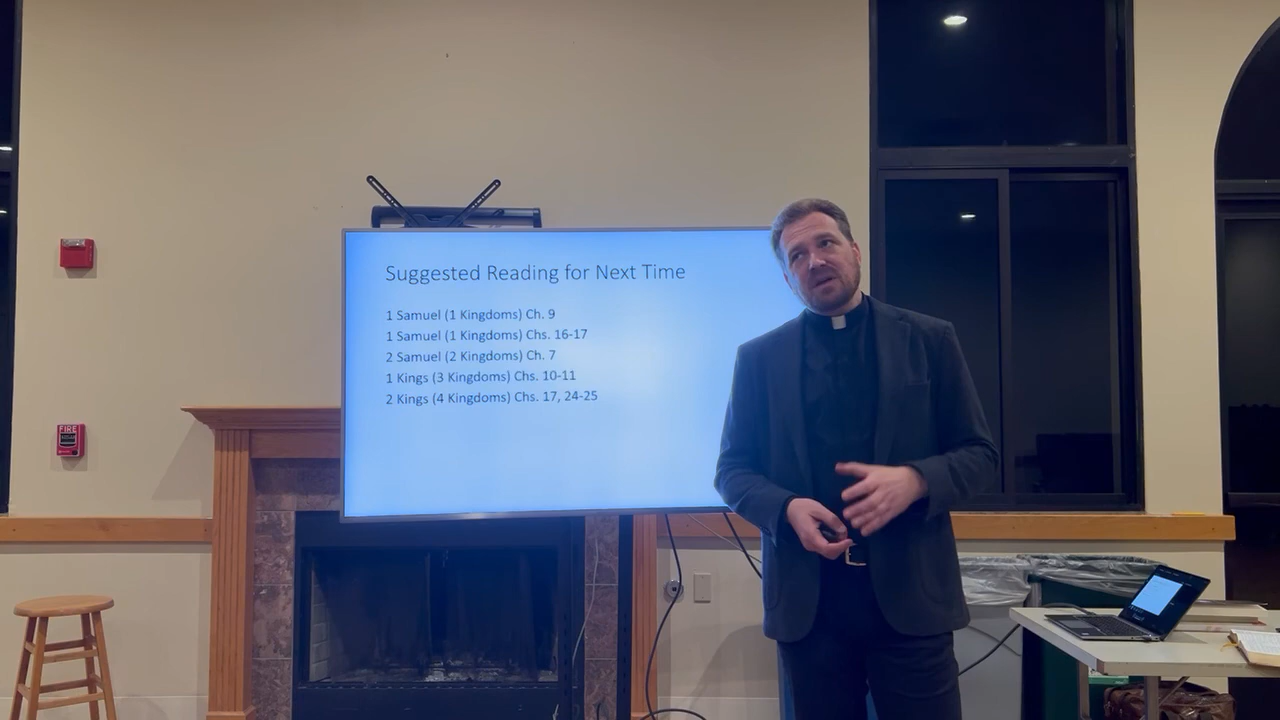 Suggested Reading for Next Time
1 Samuel (1 Kingdoms) Ch. 9
1 Samuel (1 Kingdoms) Chs. 16-17
2 Samuel (2 Kingdoms) Ch. 7
1 Kings (3 Kingdoms) Chs. 10-11
2 Kings (4 Kingdoms) Chs. 17, 24-25
FIRE